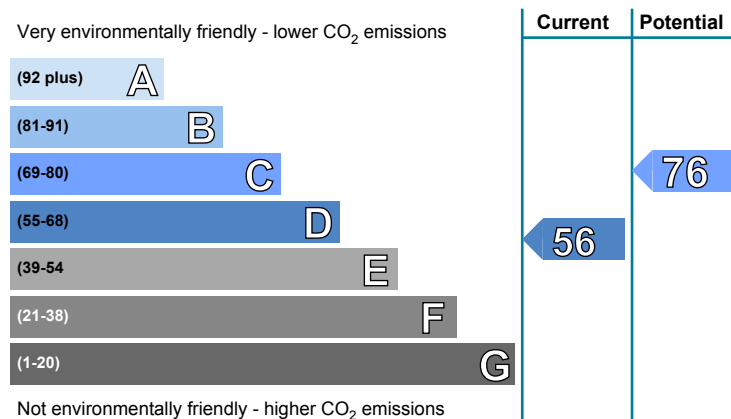 Very environmentally friendly - lower CO2 emissions
Current
Potential
(92 plus) A
(81-91) B
(69-80) C
76
(55-68) D
56
(39-54 E
(21-38) F
(1-20) G
Not environmentally friendly - higher CO2 emissions